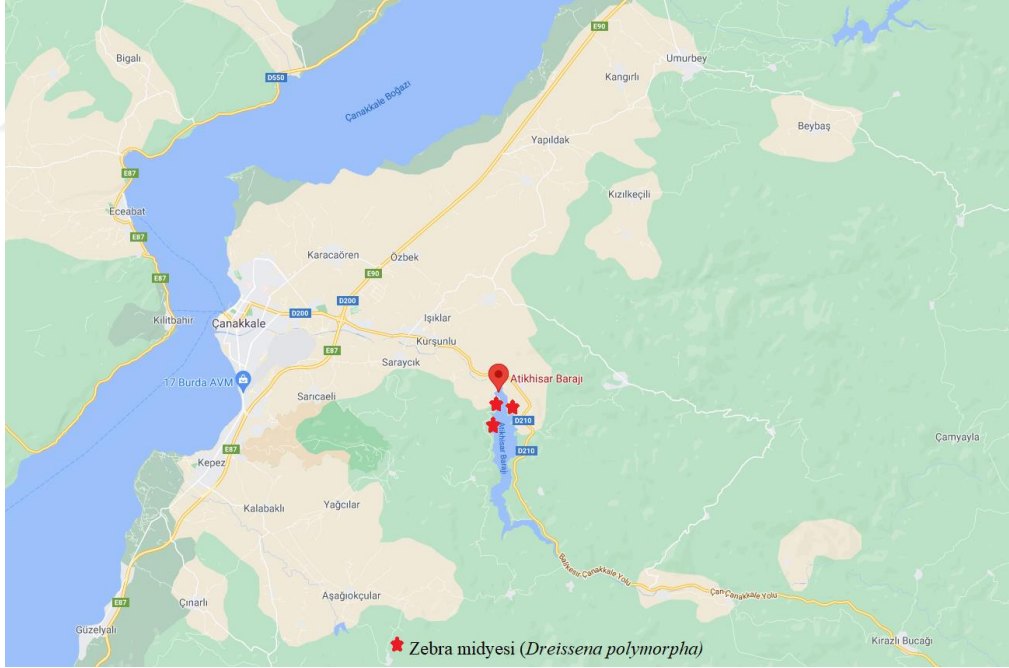 E90
Bigalı
Umurbey
Kangırlı
D550
Çanakkale Boğazı
Beybaş
Yapıldak
E87
Kızılkeçili
Eceabat
E87
Karacaören
Özbek
E90
E87
D200
Kilitbahir
Çanakkale
D200
Işıklar
Kurşunlu
E87
Saraycık
17 Burda AVM
Atikhisar Barajı
Sarıcaeli
D210
Atikhisar Barajı
Çamyayla
E87
D210
Kepez
Yağcılar
Kalabaklı
Balıkesir Çanakkale Yolu
Çan-Çanakkale Yolu
Aşağıokçular
E87
Çınarlı
Güzelyalı
Kirazlı Bucağı
Zebra midyesi (Dreissena polymorpha)